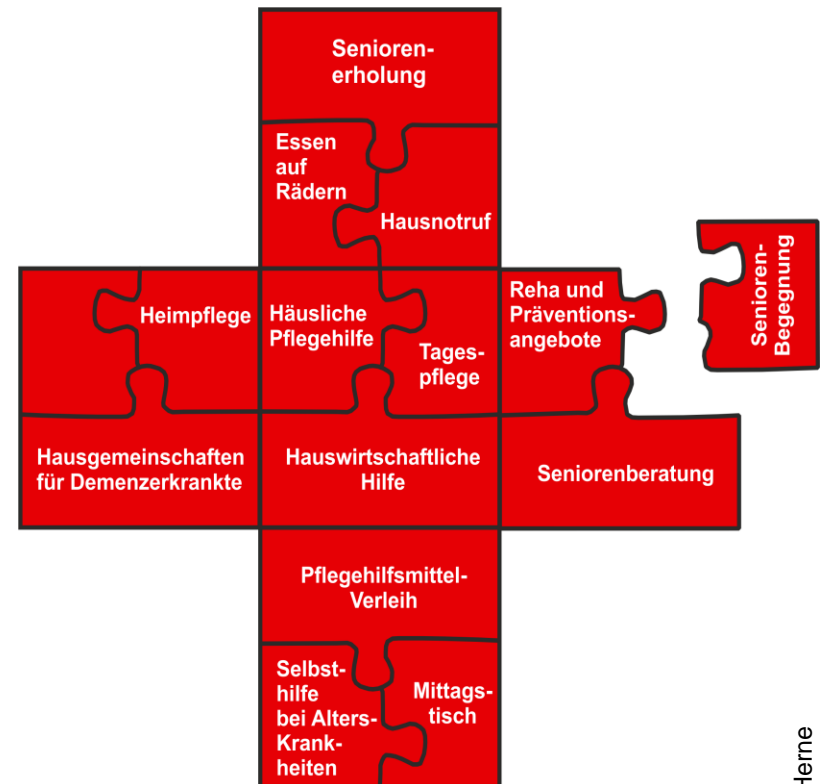 Senioren-
erholung
Essen
auf
Rädern
Hausnotruf
Heimpflege
Häusliche
Pflegehilfe
Tages-
pflege
Reha und
Präventions-
angebote
Senioren-
Begegnung
Hausgemeinschaften
für Demenzerkrankte
Hauswirtschaftliche
Hilfe
Seniorenberatung
Pflegehilfsmittel-
Verleih
Selbst-
hilfe
bei Alters-
Krank-
heiten
Mittags-
tisch
Herne